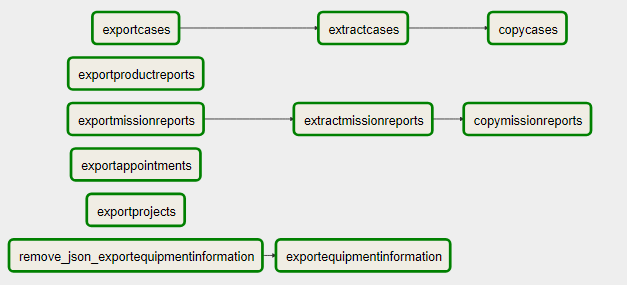 exportcases
extractcases
copycases
exportproductreports
exportmissionreports
extractmissionreports
copymissionreports
exportappointments
exportprojects
remove_json_exportequipmentinformation
exportequipmentinformation